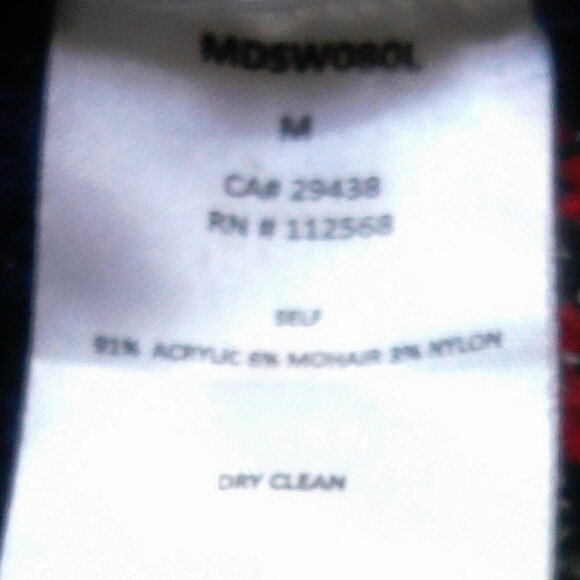 MDSW080L
M
CA# 29438
RN # 112568
SELF
91% ACRYLIC 6% MOHAIR 3% NYLON
DRY CLEAN